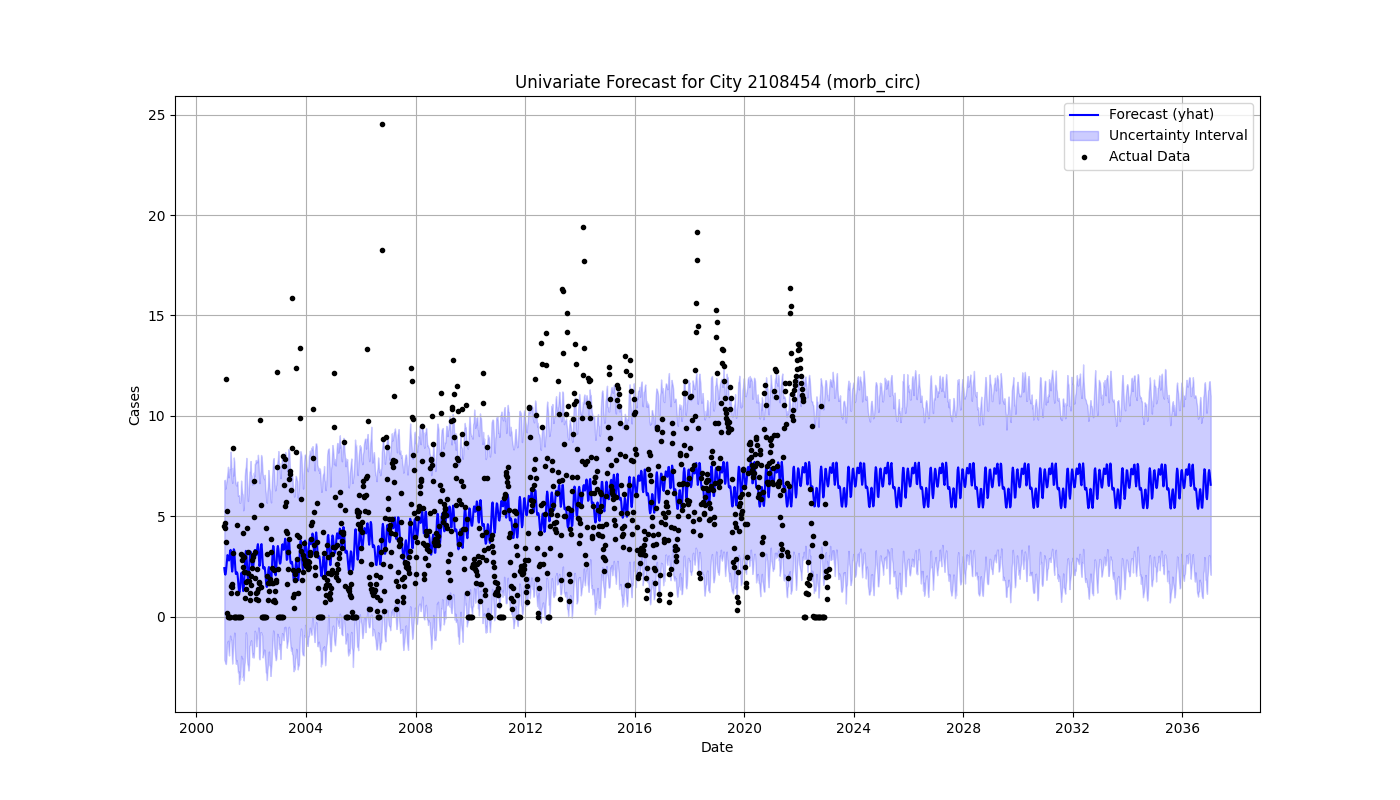 Univariate Forecast for City 2108454 (morb_circ)
Forecast (yhat)
Uncertainty Interval
Actual Data
Cases
25
20
15
10
5
0
2000 2004 2008 2012 2016 2020 2024 2028 2032 2036
Date